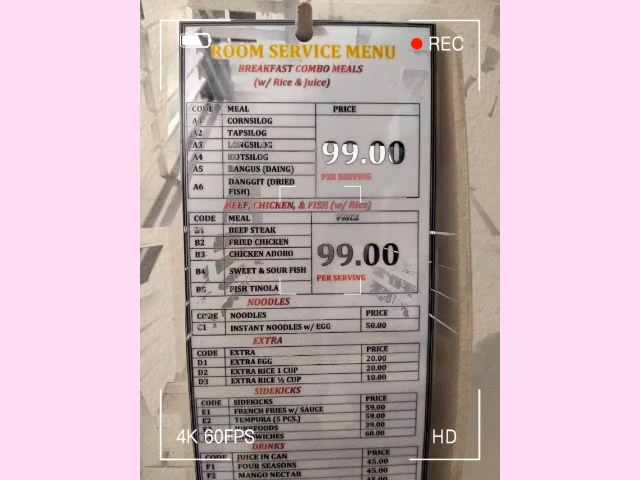 ROOM SERVICE MENU
REC
BREAKFAST COMBO MEALS
(w/ Rice & Juice)
CODE MEAL PRICE
A1 CORNSILOG
A2 TAPSILOG
A3 LONGSILOG
A4 HOTSILOG
A5 BANGUS (DAING)
A6 DANGGIT (DRIED FISH)
99.00
PER SERVING
BEEF, CHICKEN, & FISH (w/ Rice)
CODE MEAL PRICE
B1 BEEF STEAK
B2 FRIED CHICKEN
B3 CHICKEN ADOBO
B4 SWEET & SOUR FISH
B5 FISH TINOLA
99.00
PER SERVING
NOODLES
CODE NOODLES PRICE
C1 INSTANT NOODLES w/ EGG 50.00
EXTRA
CODE EXTRA PRICE
D1 EXTRA EGG 20.00
D2 EXTRA RICE 1 CUP 20.00
D3 EXTRA RICE ½ CUP 10.00
SIDEKICKS
CODE SIDEKICKS PRICE
E1 FRENCH FRIES w/ SAUCE 59.00
E2 TEMPURA (5 PCS.) 59.00
39.00
60.00
4K 60FPS
HD
DRINKS
CODE JUICE IN CAN PRICE
F1 FOUR SEASONS 45.00
F2 MANGO NECTAR 45.00